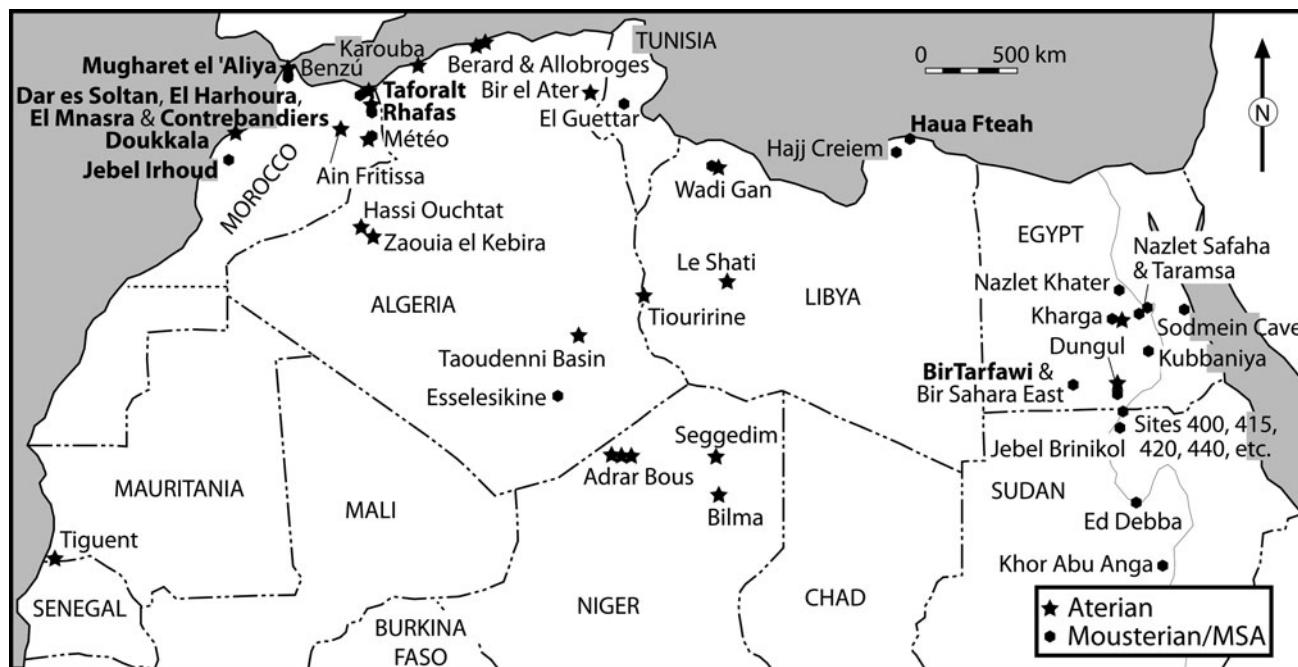 Karouba
TUNISIA
0 500 km
Mugharet el 'Aliya
Benzú
Berard & Allobroges
N
Dar es Soltan, El Harhoura,
El Mnasra & Contrebandiers
Taforalt
Rhafas
Bir el Ater
El Guettar
Doukkala
Météo
Haua Fteah
Hajj Creiem
Jebel Irhoud
Ain Fritissa
Wadi Gan
MOROCCO
Hassi Ouchtat
Zaouia el Kebira
EGYPT
Nazlet Safaha
& Taramsa
Le Shati
Nazlet Khater
ALGERIA
Tiouririne
LIBYA
Kharga
Sodmein Cave
Taoudenni Basin
Dungul
Kubbaniya
BirTarfawi &
Bir Sahara East
Esselesikine
Seggedim
Sites 400, 415,
420, 440, etc.
Jebel Brinikol
Adrar Bous
MAURITANIA
MALI
Bilma
SUDAN
Ed Debba
Tiguent
Khor Abu Anga
SENEGAL
NIGER
CHAD
BURKINA
FASO
Aterian
Mousterian/MSA